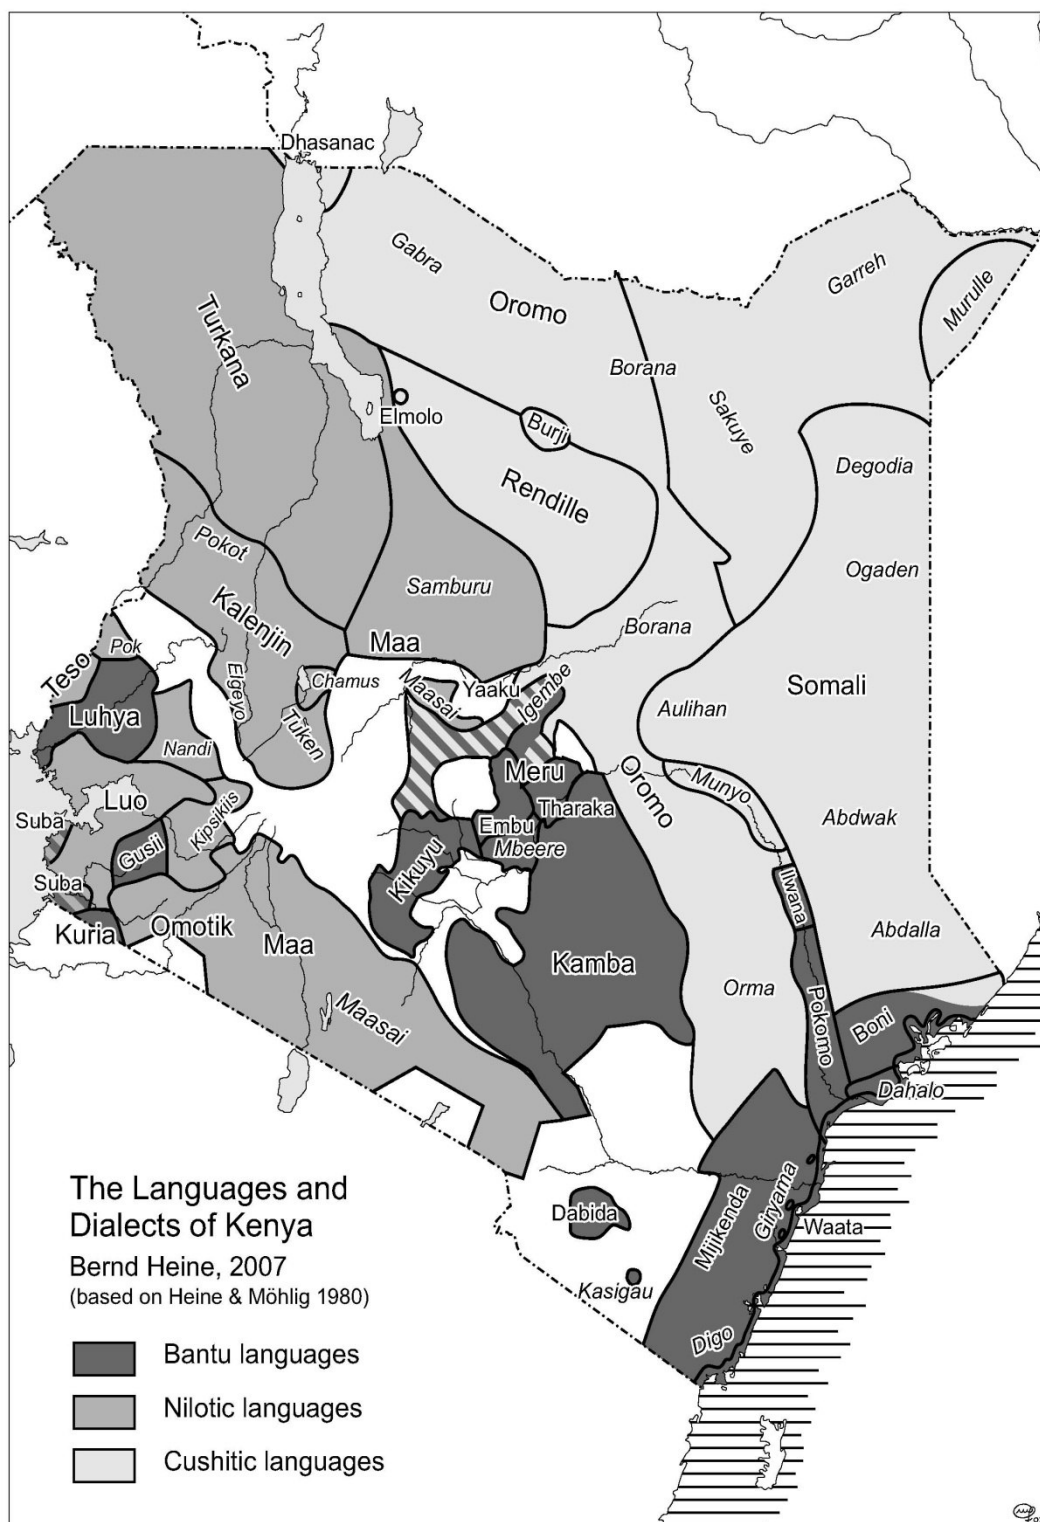 Dhasanac
Gabra
Garreh
Murulle
Oromo
Turkana
Borana
Elmolo
Sakuye
Burji
Degodia
Rendille
Pokot
Ogaden
Samburu
Kalenjin
Borana
Maa
Pok
Teso
Elgeyo
Chamus
Maasai
Yaaku
Igembe
Somali
Aulihan
Luhya
Nandi
Tuken
Meru
Oromo
Munyo
Luo
Kipsikiis
Tharaka
Suba
Embu
Mbeere
Abdwak
Gusii
Kikuyu
Suba
Ilwana
Kuria
Omotik
Maa
Kamba
Abdalla
Maasai
Orma
Pokomo
Boni
Dahalo
Dabida
Mijikenda
Giryama
Waata
Kasigau
Digo
The Languages and
Dialects of Kenya
Bernd Heine, 2007
(based on Heine & Möhlig 1980)
Bantu languages
Nilotic languages
Cushitic languages